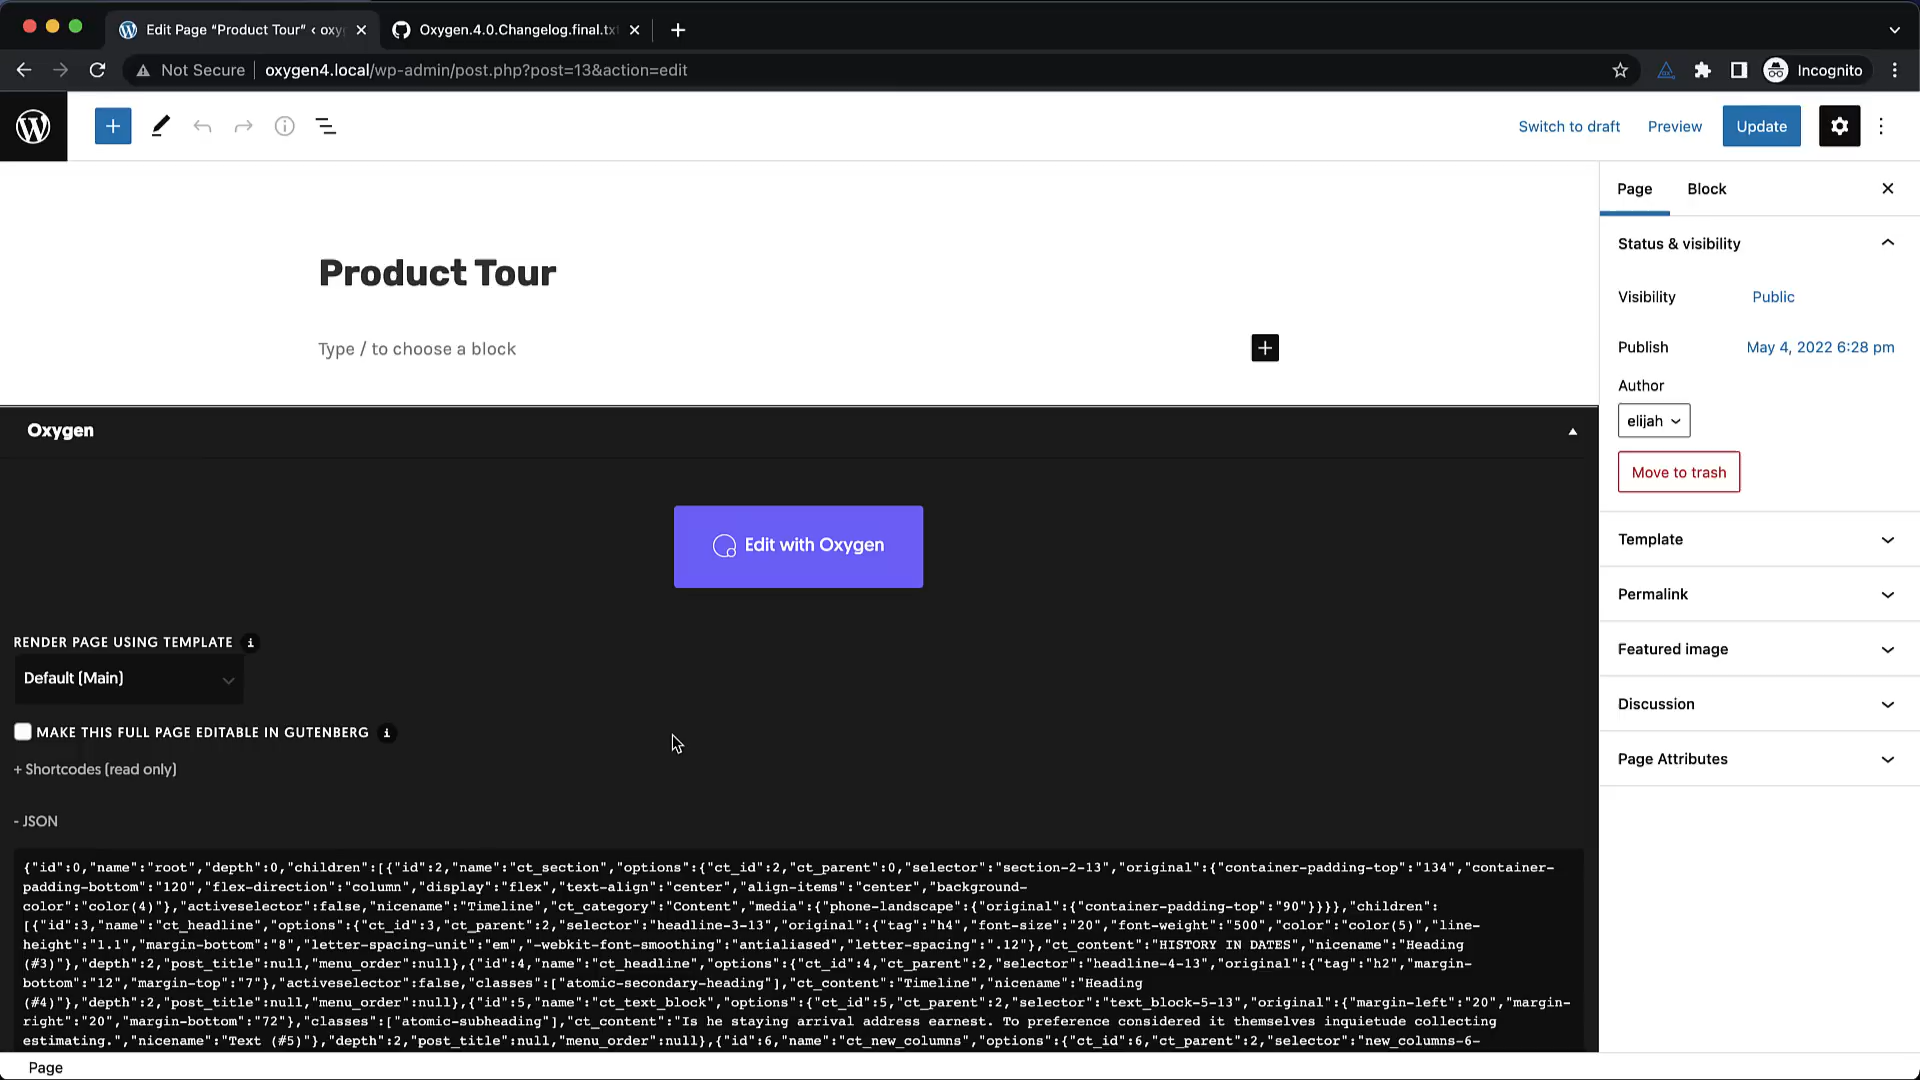 Edit Page “Product Tour” ‹ oxy
Oxygen.4.0.Changelog.final.tx
Not Secure
oxygen4.local/wp-admin/post.php?post=13&action=edit
Incognito
Switch to draft
Preview
Update
Page
Block
Product Tour
Type / to choose a block
Status & visibility
Visibility
Public
Publish
May 4, 2022 6:28 pm
Author
elijah
Move to trash
Template
Permalink
Featured image
Discussion
Page Attributes
Oxygen
Edit with Oxygen
RENDER PAGE USING TEMPLATE
Default (Main)
MAKE THIS FULL PAGE EDITABLE IN GUTENBERG
+ Shortcodes (read only)
- JSON
{"id":0,"name":"root","depth":0,"children":[{"id":2,"name":"ct_section","options":{"ct_id":2,"ct_parent":0,"selector":"section-2-13","original":{"container-padding-top":"134","container-
padding-bottom":"120","flex-direction":"column","display":"flex","text-align":"center","align-items":"center","background-
color":"color(4)"},"activeselector":false,"nicename":"Timeline","ct_category":"Content","media":{"phone-landscape":{"original":{"container-padding-top":"90"}}}},"children":
[{"id":3,"name":"ct_headline","options":{"ct_id":3,"ct_parent":2,"selector":"headline-3-13","original":{"tag":"h4","font-size":"20","font-weight":"500","color":"color(5)","line-
height":"1.1","margin-bottom":"8","letter-spacing-unit":"em","-webkit-font-smoothing":"antialiased","letter-spacing":".12"},"ct_content":"HISTORY IN DATES","nicename":"Heading
(#3)"},"depth":2,"post_title":null,"menu_order":null},{"id":4,"name":"ct_headline","options":{"ct_id":4,"ct_parent":2,"selector":"headline-4-13","original":{"tag":"h2","margin-
bottom":"12","margin-top":"7"},"activeselector":false,"classes":["atomic-secondary-heading"],"ct_content":"Timeline","nicename":"Heading
(#4)"},"depth":2,"post_title":null,"menu_order":null},{"id":5,"name":"ct_text_block","options":{"ct_id":5,"ct_parent":2,"selector":"text_block-5-13","original":{"margin-left":"20","margin-
right":"20","margin-bottom":"72"},"classes":["atomic-subheading"],"ct_content":"Is he staying arrival address earnest. To preference considered it themselves inquietude collecting
estimating.","nicename":"Text (#5)"},"depth":2,"post_title":null,"menu_order":null},{"id":6,"name":"ct_new_columns","options":{"ct_id":6,"ct_parent":2,"selector":"new_columns-6-
Page